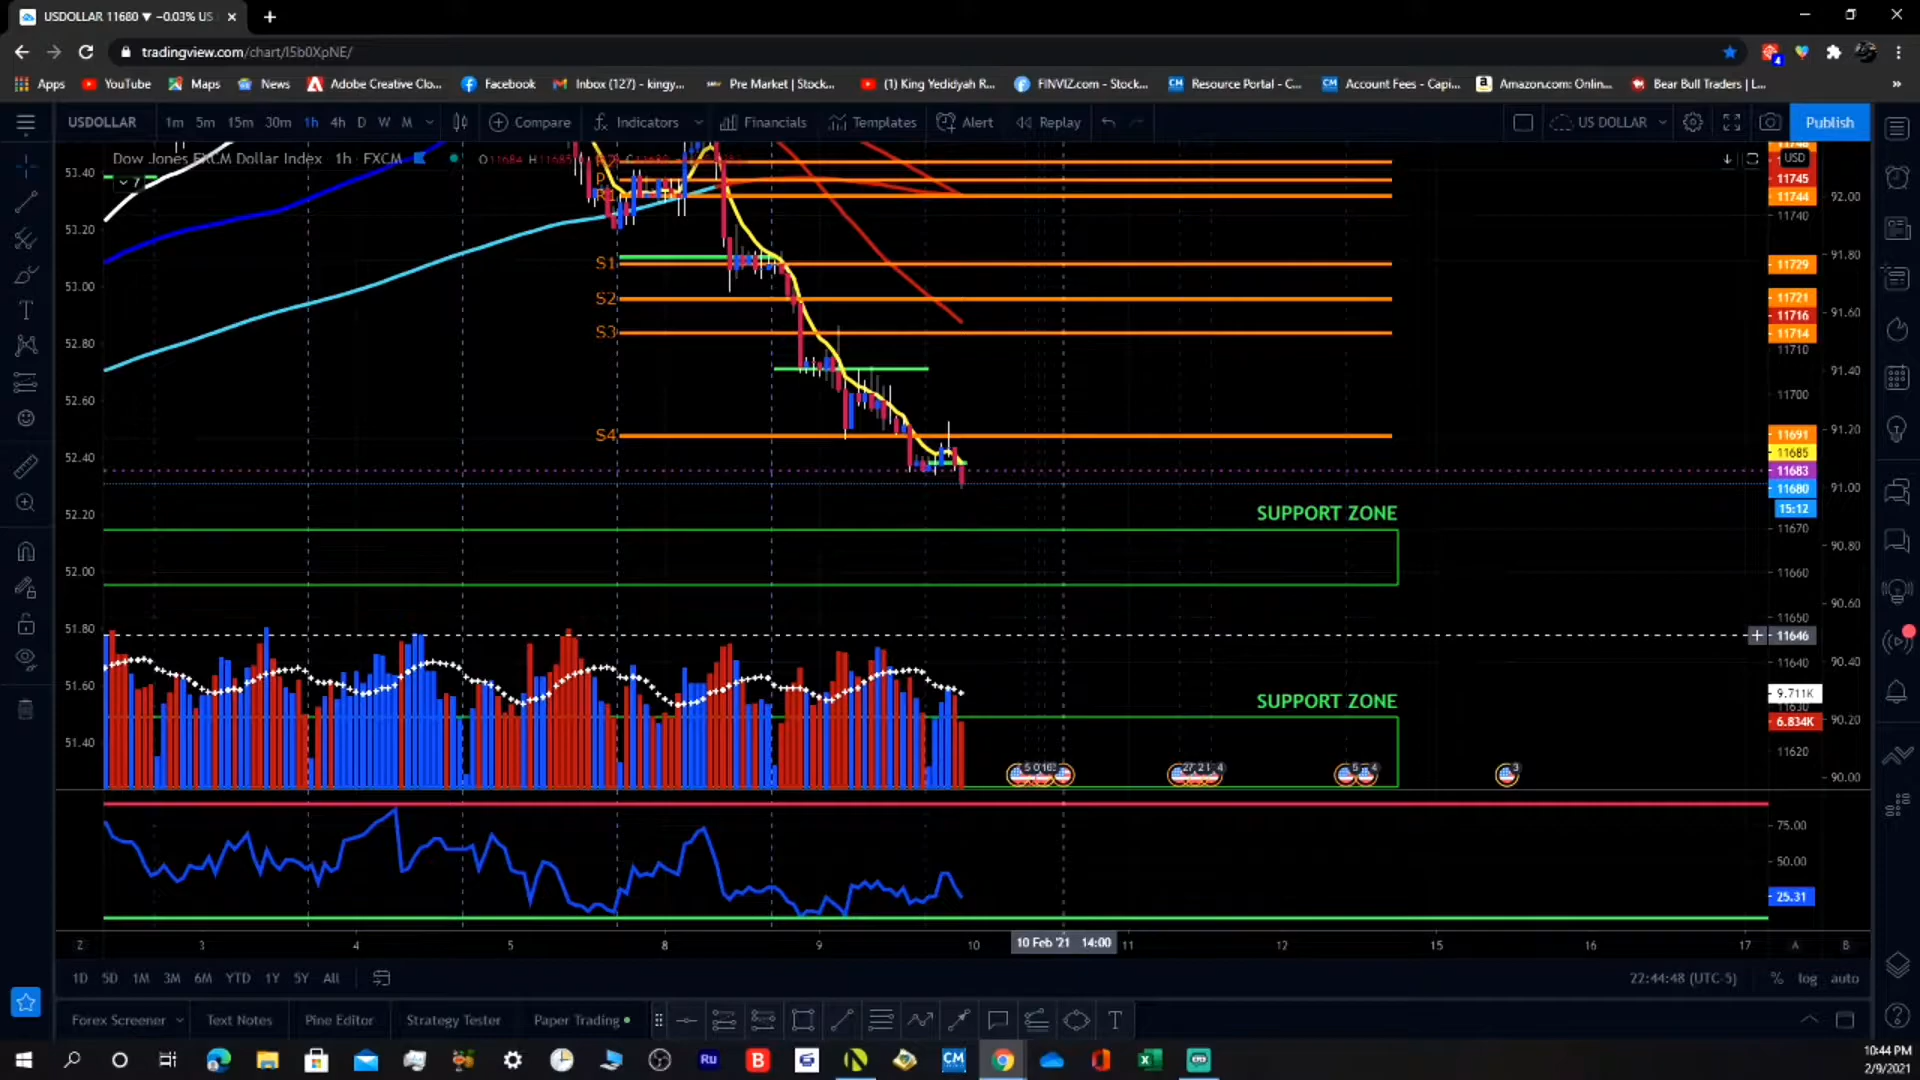 USDOLLAR 11680 ▼ −0.03% US
tradingview.com/chart/I5b0XpNE/
Apps YouTube Maps News Adobe Creative Clo... Facebook Inbox (127) - kingy... Pre Market | Stock... (1) King Yedidyah R... FINVIZ.com - Stock... Resource Portal - C... Account Fees - Capi... Amazon.com: Onlin... Bear Bull Traders | L... »
USDOLLAR 1m 5m 15m 30m 1h 4h D W M Compare Indicators Financials Templates Alert Replay US DOLLAR Publish
Dow Jones FXCM Dollar Index 1h · FXCM
7
USD
53.40
51.20
51.00
52.80
52.60
52.40
52.20
52.00
51.80
51.60
51.40
P
R1
S1
S2
S3
S4
11745
11744
11740
11729
11721
11716
11714
11710
11700
11691
11685
11683
11680
15:12
11670
11660
11650
11646
11640
9.711K
11630
6.834K
11620
92.00
91.80
91.60
91.40
91.20
91.00
90.80
90.60
90.40
90.20
90.00
SUPPORT ZONE
SUPPORT ZONE
75.00
50.00
25.31
Z 3 4 5 8 9 10 10 Feb '21 14:00 11 12 15 16 17 A B
1D 5D 1M 3M 6M YTD 1Y 5Y All 22:44:48 (UTC-5) % log auto
Forex Screener Text Notes Pine Editor Strategy Tester Paper Trading
10:44 PM
2/9/2021